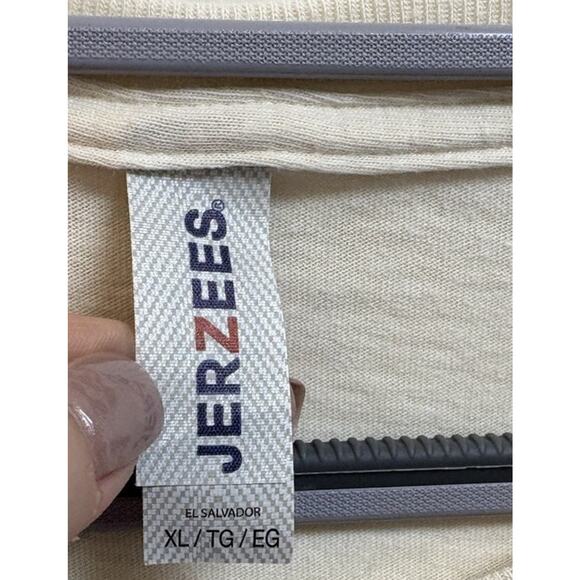 JERZEES®
EL SALVADOR
XL / TG / EG